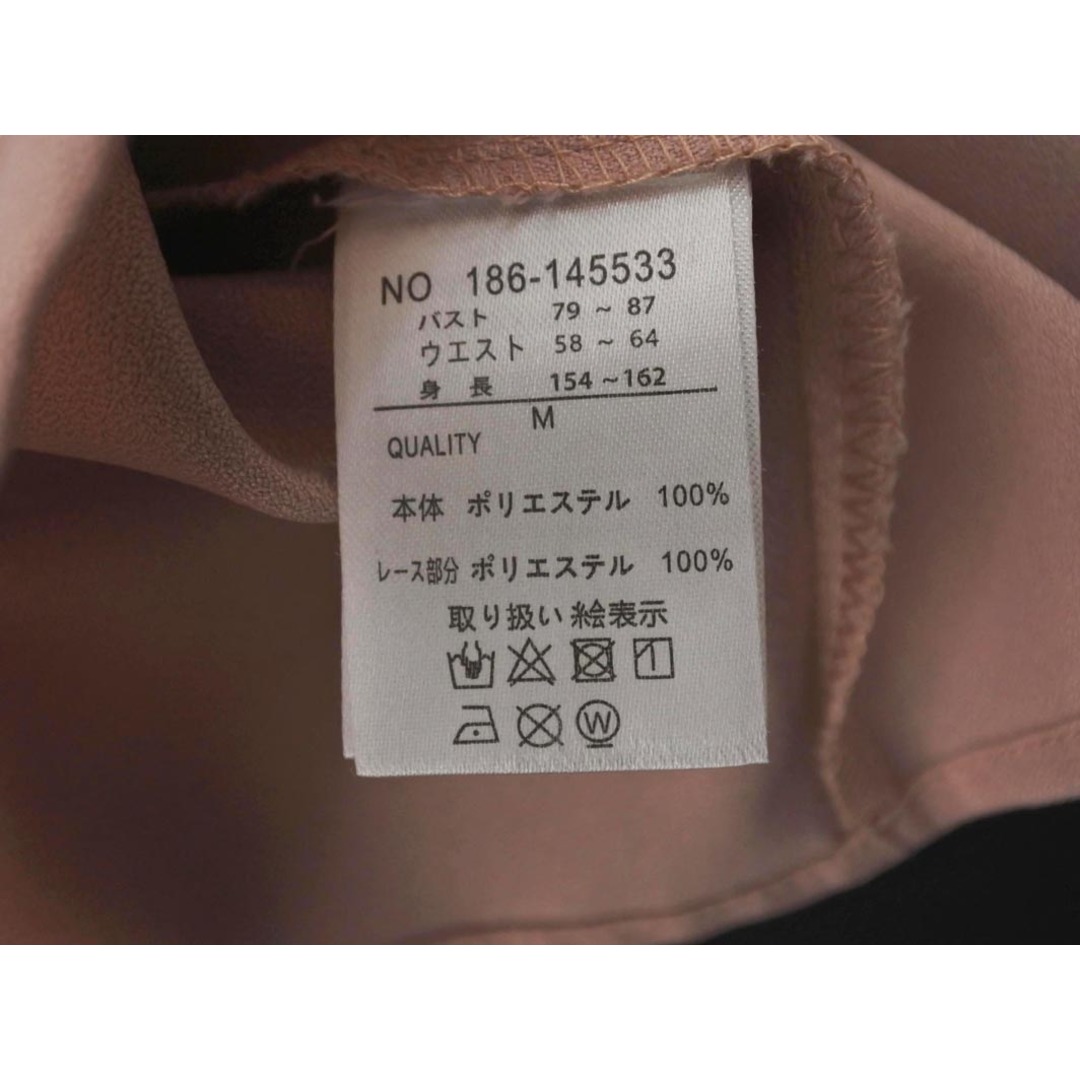 NO 186-145533
バスト 79 ~ 87
ウエスト 58 ~ 64
身長 154 ~162
M
QUALITY
本体 ポリエステル 100%
レース部分 ポリエステル 100%
取り扱い絵表示
W